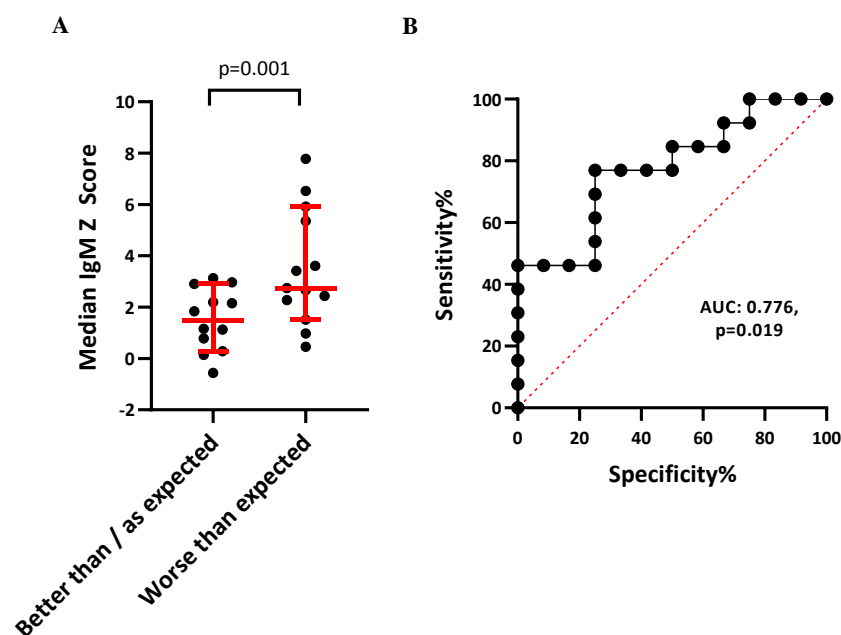 A
p=0.001
Median IgM Z Score
10
8
6
4
2
0
-2
Better than / as expected
Worse than expected
B
Sensitivity%
100
80
60
40
20
0
AUC: 0.776,
p=0.019
0 20 40 60 80 100
Specificity%